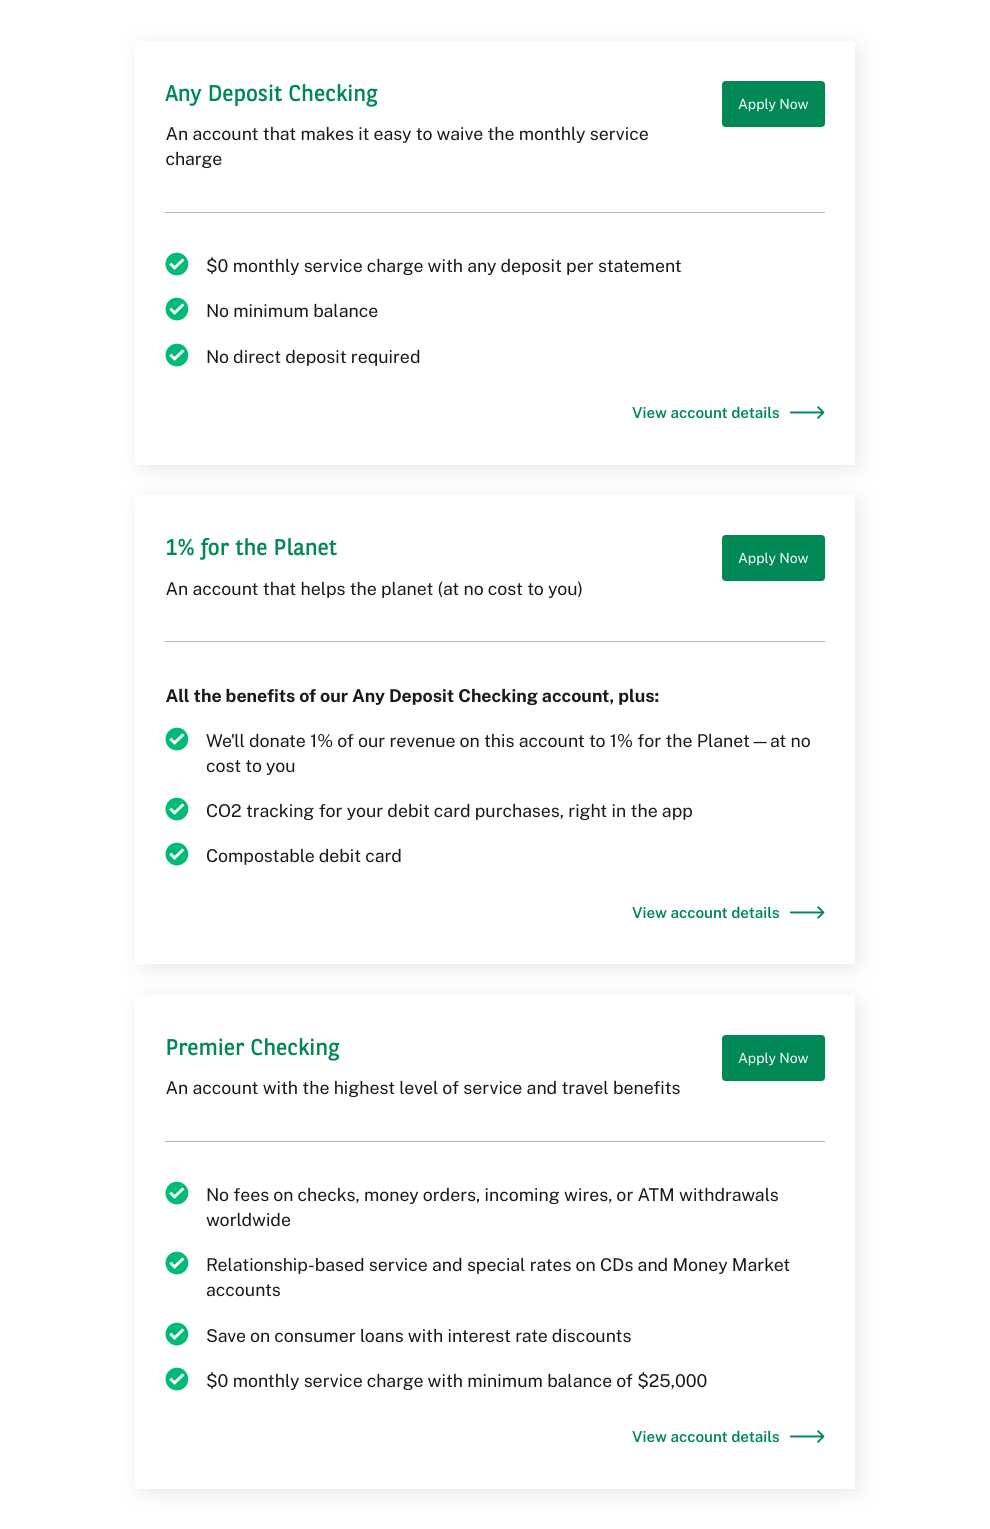 Any Deposit Checking
Apply Now
An account that makes it easy to waive the monthly service
charge
$0 monthly service charge with any deposit per statement
No minimum balance
No direct deposit required
View account details
1% for the Planet
Apply Now
An account that helps the planet (at no cost to you)
All the benefits of our Any Deposit Checking account, plus:
We'll donate 1% of our revenue on this account to 1% for the Planet—at no
cost to you
CO2 tracking for your debit card purchases, right in the app
Compostable debit card
View account details
Premier Checking
Apply Now
An account with the highest level of service and travel benefits
No fees on checks, money orders, incoming wires, or ATM withdrawals
worldwide
Relationship-based service and special rates on CDs and Money Market
accounts
Save on consumer loans with interest rate discounts
$0 monthly service charge with minimum balance of $25,000
View account details